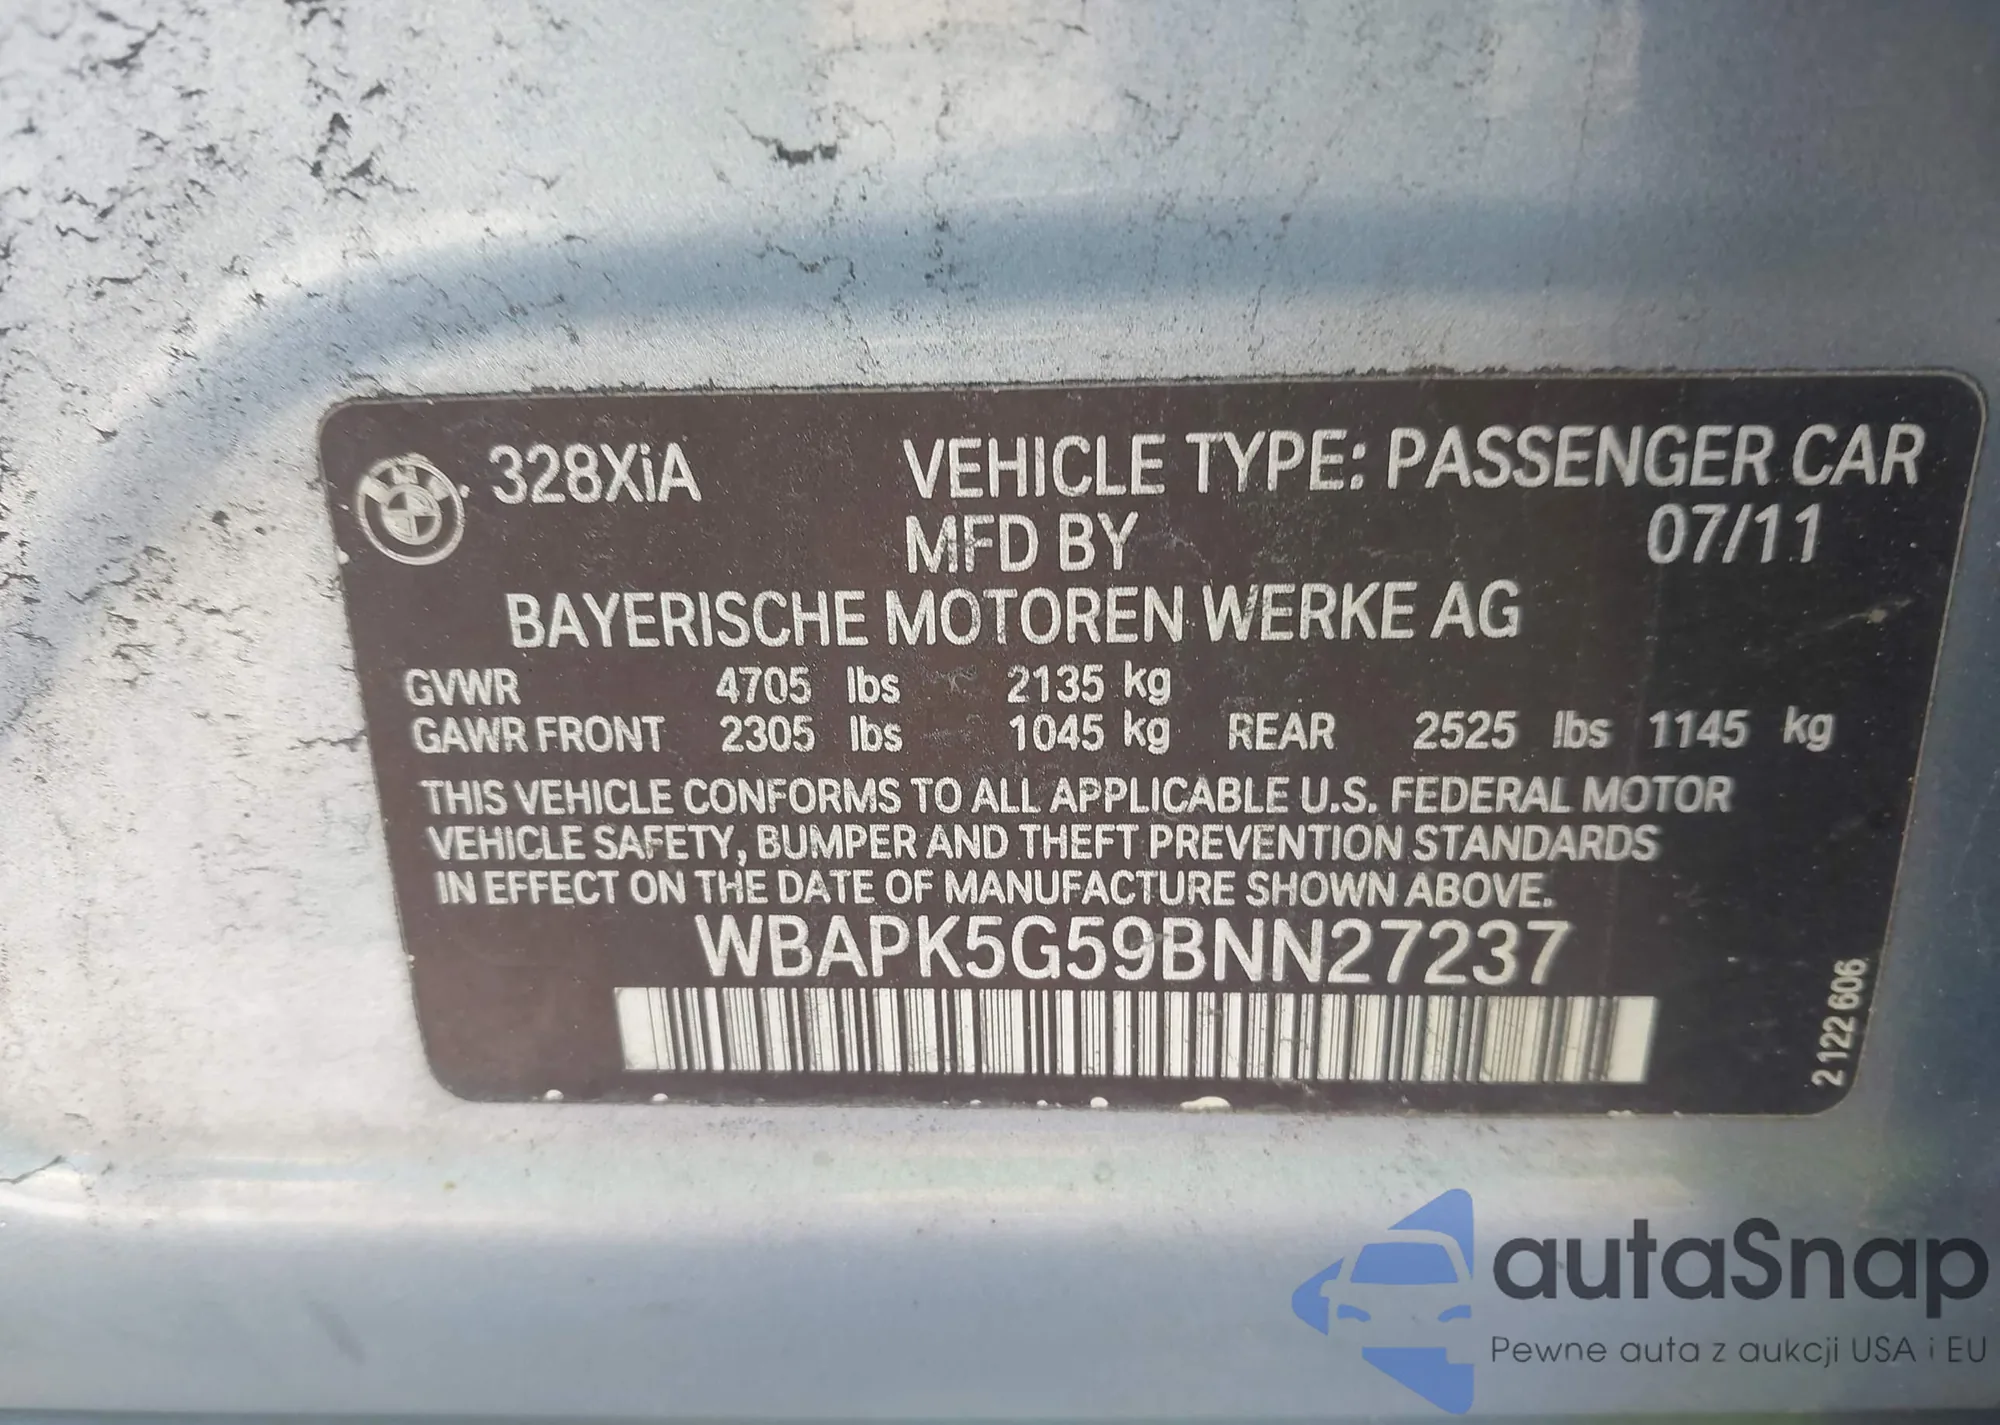 328XiA VEHICLE TYPE: PASSENGER CAR
MFD BY 07/11
BAYERISCHE MOTOREN WERKE AG
GVWR 4705 lbs 2135 kg
GAWR FRONT 2305 lbs 1045 kg REAR 2525 lbs 1145 kg
THIS VEHICLE CONFORMS TO ALL APPLICABLE U.S. FEDERAL MOTOR
VEHICLE SAFETY, BUMPER AND THEFT PREVENTION STANDARDS
IN EFFECT ON THE DATE OF MANUFACTURE SHOWN ABOVE.
WBAPK5G59BNN27237
2 122 606
autaSnap
Pewne auta z aukcji USA i EU